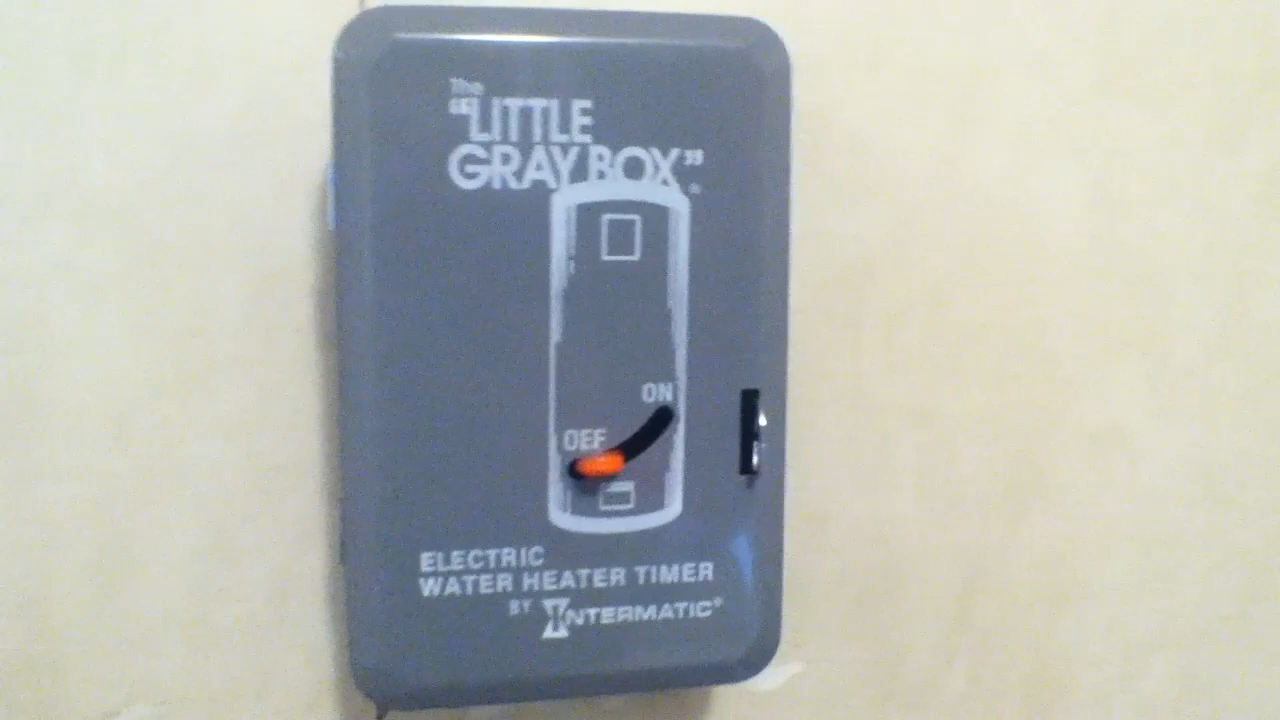 The
"LITTLE
GRAY BOX"®
ON
OFF
ELECTRIC
WATER HEATER TIMER
BY INTERMATIC®